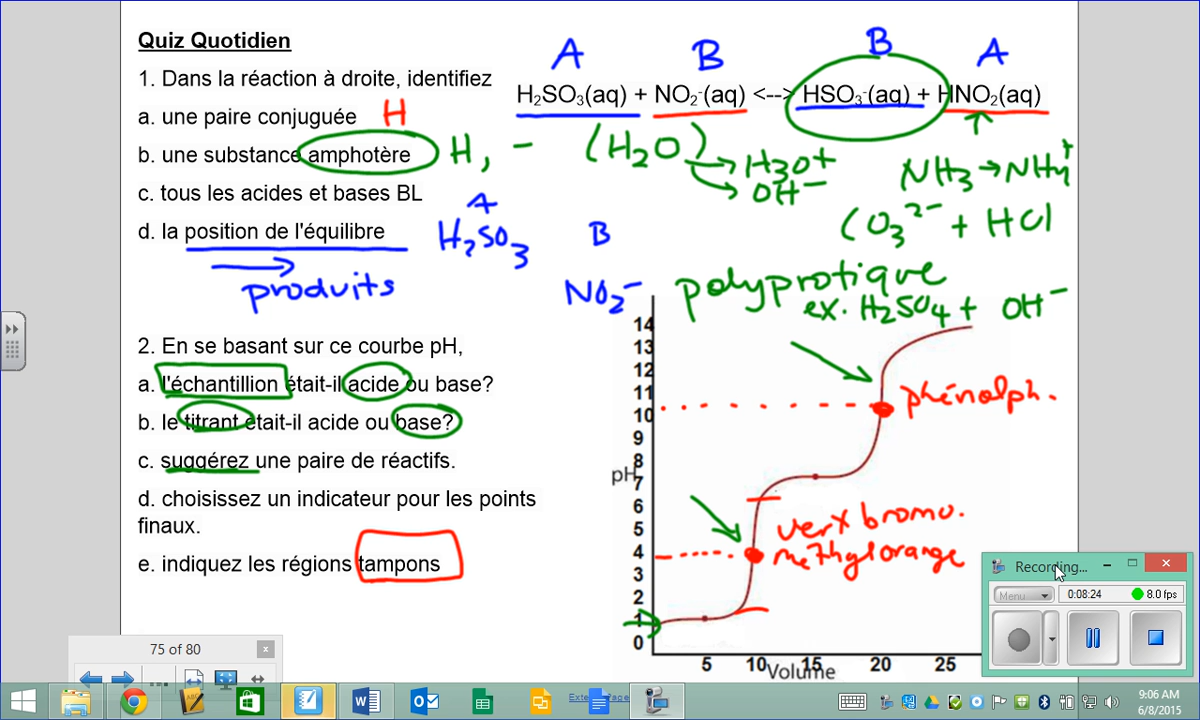 Quiz Quotidien
1. Dans la réaction à droite, identifiez
a. une paire conjuguée H
b. une substance amphotère H, -
c. tous les acides et bases BL
d. la position de l'équilibre
produits
A B B A
H₂SO₃(aq) + NO₂⁻(aq) <--> HSO₃⁻(aq) + HNO₂(aq)
(H₂O) → H₃O+
→ OH⁻
NH₃ → NH₄⁺
CO₃²⁻ + HCl
A
H₂SO₃
B
NO₂⁻
polyprotique
ex. H₂SO₄ + OH⁻
2. En se basant sur ce courbe pH,
a. l'échantillion était-il acide ou base?
b. le titrant était-il acide ou base?
c. suggérez une paire de réactifs.
d. choisissez un indicateur pour les points
finaux.
e. indiquez les régions tampons
14
13
12
11
10
9
8
7
6
5
4
3
2
1
0
pH
5 10 15 20 25
Volume
phénolph.
vert bromo.
methyl orange
Recording...
Menu 0:08:24 8.0 fps
75 of 80
Extend Page
9:06 AM
6/8/2015